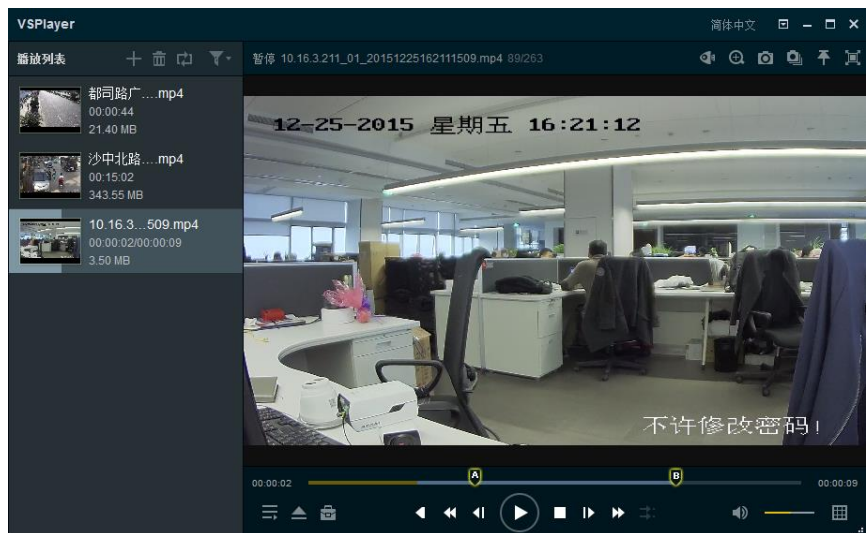 VSPlayer
简体中文
播放列表
暂停 10.16.3.211_01_20151225162111509.mp4 89/263
都司路广....mp4
00:00:44
21.40 MB
沙中北路....mp4
00:15:02
343.55 MB
10.16.3...509.mp4
00:00:02/00:00:09
3.50 MB
12-25-2015 星期五 16:21:12
不许修改密码!
A
B
00:00:02
00:00:09